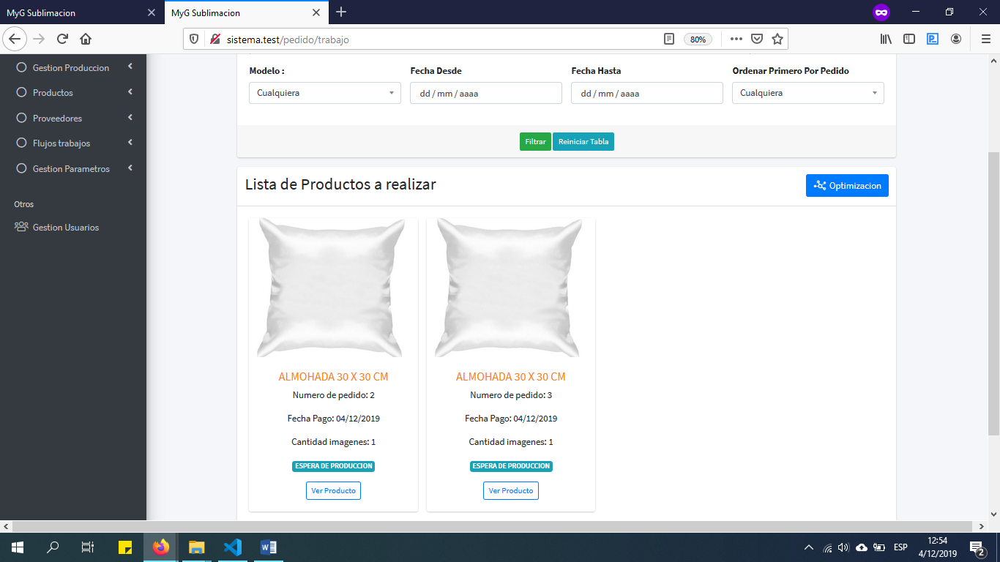 MyG Sublimacion
MyG Sublimacion
sistema.test/pedido/trabajo
80%
Gestion Produccion
Productos
Proveedores
Flujos trabajos
Gestion Parametros
Otros
Gestion Usuarios
Modelo :
Fecha Desde
Fecha Hasta
Ordenar Primero Por Pedido
Cualquiera
dd / mm / aaaa
dd / mm / aaaa
Cualquiera
Filtrar
Reiniciar Tabla
Lista de Productos a realizar
Optimizacion
ALMOHADA 30 X 30 CM
Numero de pedido: 2
Fecha Pago: 04/12/2019
Cantidad imagenes: 1
ESPERA DE PRODUCCION
Ver Producto
ALMOHADA 30 X 30 CM
Numero de pedido: 3
Fecha Pago: 04/12/2019
Cantidad imagenes: 1
ESPERA DE PRODUCCION
Ver Producto
ESP
12:54
4/12/2019
2